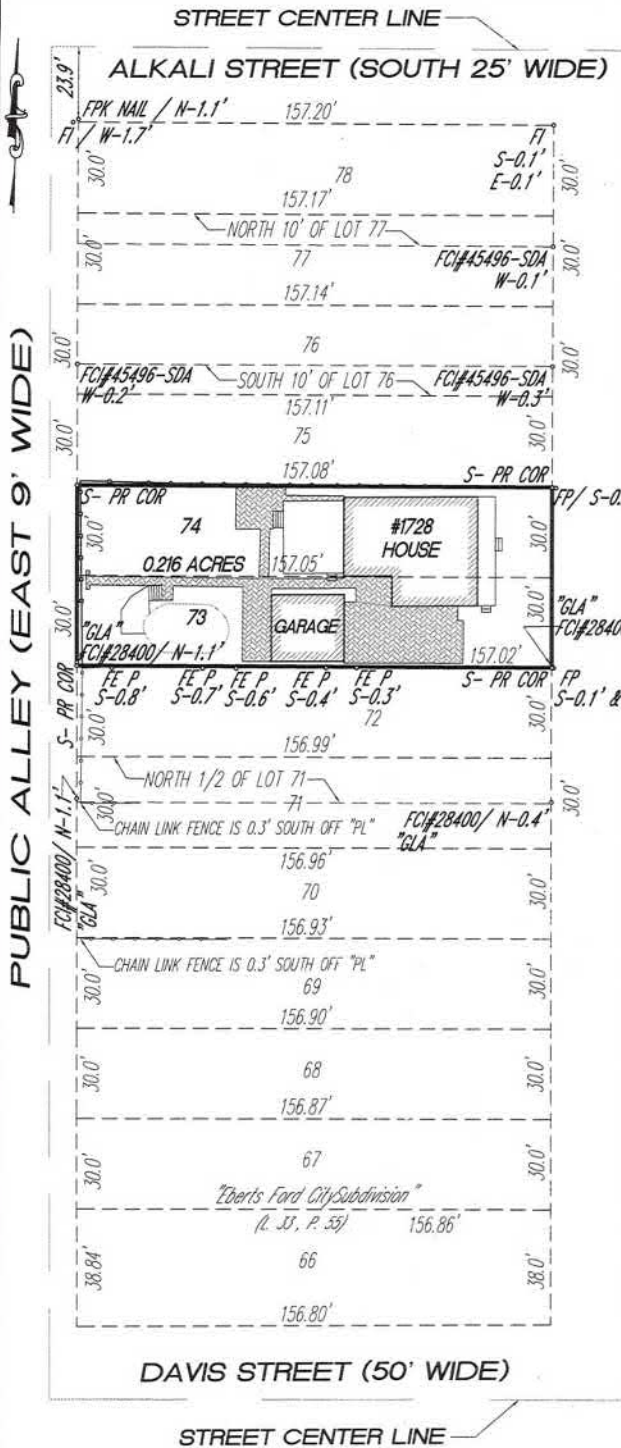 STREET CENTER LINE
ALKALI STREET (SOUTH 25' WIDE)
23.9'
FPK NAIL / N-1.1'
157.20'
FI / W-1.7'
FI
S-0.1'
E-0.1'
30.0'
78
30.0'
157.17'
NORTH 10' OF LOT 77
30.0'
77
FCI#45496-SDA
W-0.1'
30.0'
157.14'
76
30.0'
30.0'
FCI#45496-SDA
W-0.2'
SOUTH 10' OF LOT 76
FCI#45496-SDA
W-0.3'
157.11'
30.0'
75
30.0'
157.08'
S- PR COR
S- PR COR
FP/ S-0.
30.0'
74
#1728
HOUSE
30.0'
0.216 ACRES
157.05'
"GLA"
FCI#28400/ N-1.1'
73
GARAGE
30.0'
"GLA"
FCI#2840
157.02'
S- PR COR
FE P
S-0.8'
FE P
S-0.7'
FE P
S-0.6'
FE P
S-0.4'
FE P
S-0.3'
S- PR COR
FP
S-0.1' &
30.0'
72
30.0'
156.99'
NORTH 1/2 OF LOT 71
30.0'
71
30.0'
CHAIN LINK FENCE IS 0.3' SOUTH OFF "PL"
FCI#28400/ N-0.4'
"GLA"
FCI#28400/ N-1.1'
"GLA"
156.96'
30.0'
70
30.0'
156.93'
CHAIN LINK FENCE IS 0.3' SOUTH OFF "PL"
30.0'
69
30.0'
156.90'
30.0'
68
30.0'
156.87'
30.0'
67
30.0'
"Eberts Ford CitySubdivision"
(L. 33, P. 55)
156.86'
38.84'
66
38.0'
156.80'
PUBLIC ALLEY (EAST 9' WIDE)
DAVIS STREET (50' WIDE)
STREET CENTER LINE